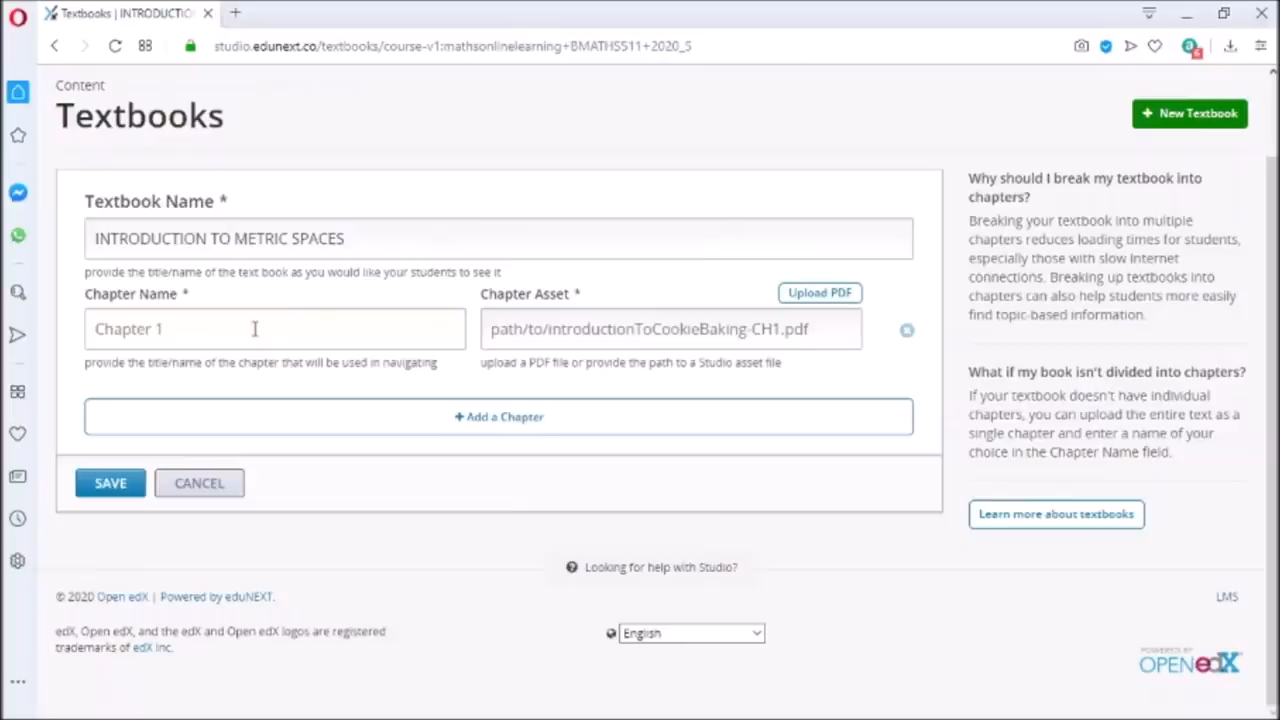 Textbooks | INTRODUCTIO
studio.edunext.co/textbooks/course-v1:mathsonlinelearning+BMATHSS11+2020_S
Content
Textbooks
+ New Textbook
Textbook Name *
INTRODUCTION TO METRIC SPACES
provide the title/name of the text book as you would like your students to see it
Chapter Name *
Chapter Asset *
Upload PDF
Chapter 1
path/to/introductionToCookieBaking-CH1.pdf
provide the title/name of the chapter that will be used in navigating
upload a PDF file or provide the path to a Studio asset file
+ Add a Chapter
SAVE
CANCEL
Why should I break my textbook into
chapters?
Breaking your textbook into multiple
chapters reduces loading times for students,
especially those with slow Internet
connections. Breaking up textbooks into
chapters can also help students more easily
find topic-based information.
What if my book isn't divided into chapters?
If your textbook doesn't have individual
chapters, you can upload the entire text as a
single chapter and enter a name of your
choice in the Chapter Name field.
Learn more about textbooks
Looking for help with Studio?
© 2020 Open edX | Powered by eduNEXT.
LMS
edX, Open edX, and the edX and Open edX logos are registered
trademarks of edX Inc.
English
POWERED BY
OPEN edX